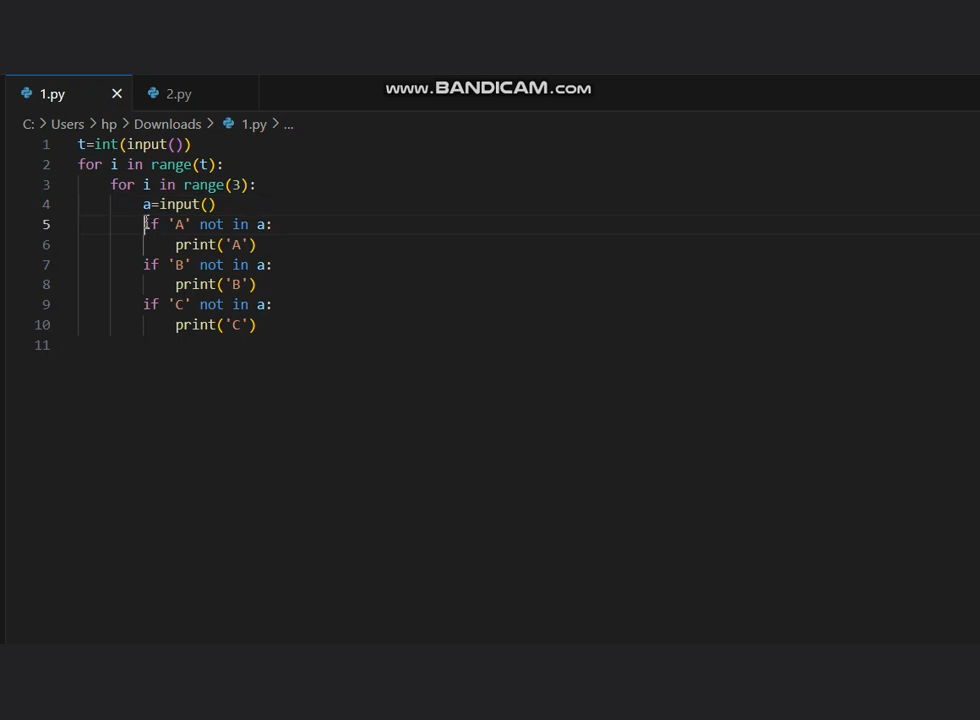 www.BANDICAM.com
1.py 2.py
C: > Users > hp > Downloads > 1.py > ...
1 t=int(input())
2 for i in range(t):
3     for i in range(3):
4         a=input()
5         if 'A' not in a:
6             print('A')
7         if 'B' not in a:
8             print('B')
9         if 'C' not in a:
10             print('C')
11